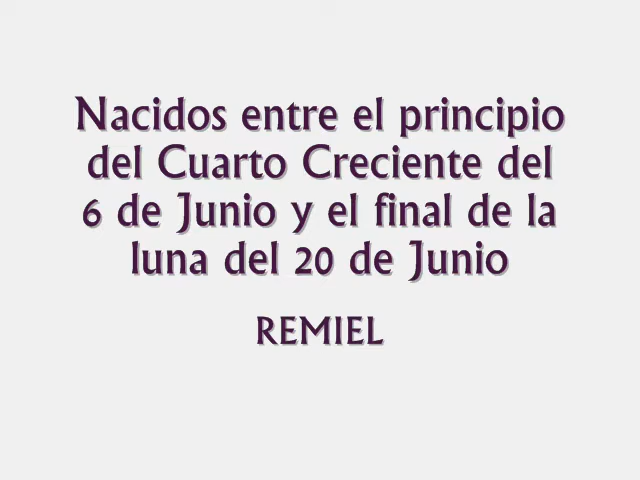 Nacidos entre el principio
del Cuarto Creciente del
6 de Junio y el final de la
luna del 20 de Junio
REMIEL